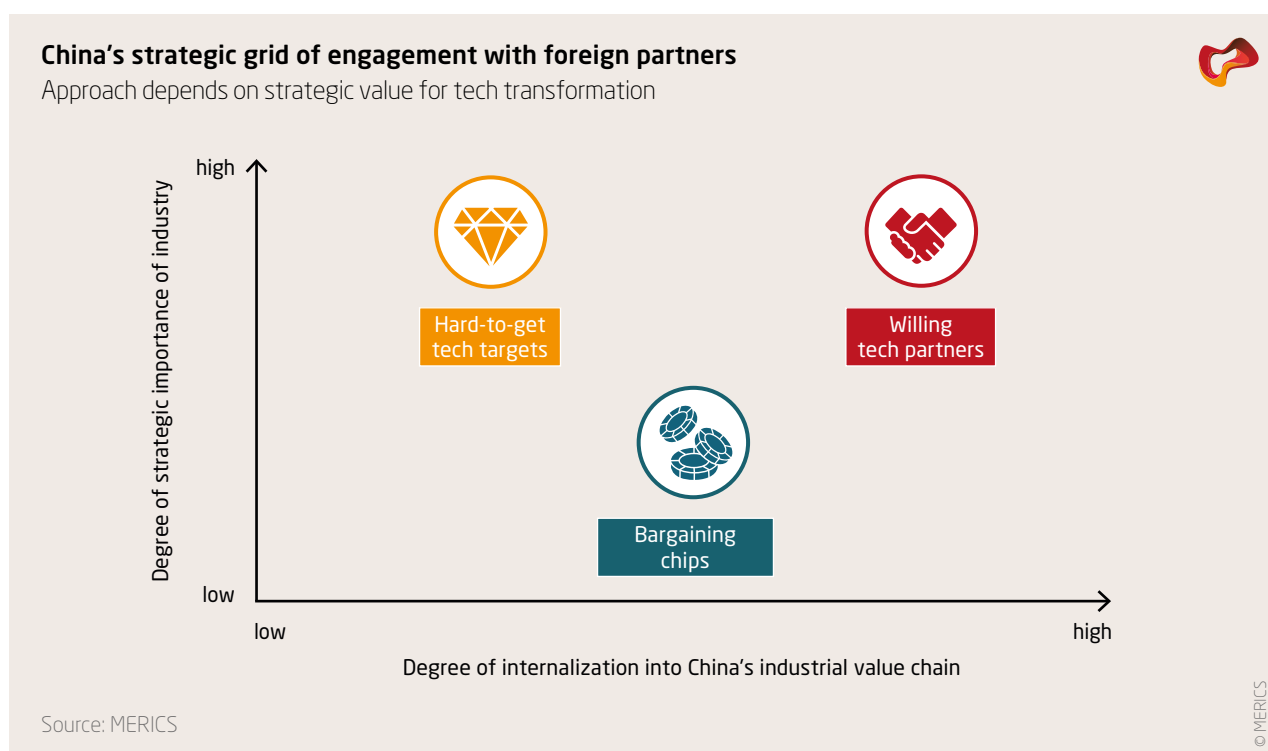 China's strategic grid of engagement with foreign partners
Approach depends on strategic value for tech transformation
high
Degree of strategic importance of industry
Hard-to-get
tech targets
Willing
tech partners
Bargaining
chips
low
low
high
Degree of internalization into China's industrial value chain
Source: MERICS
© MERICS